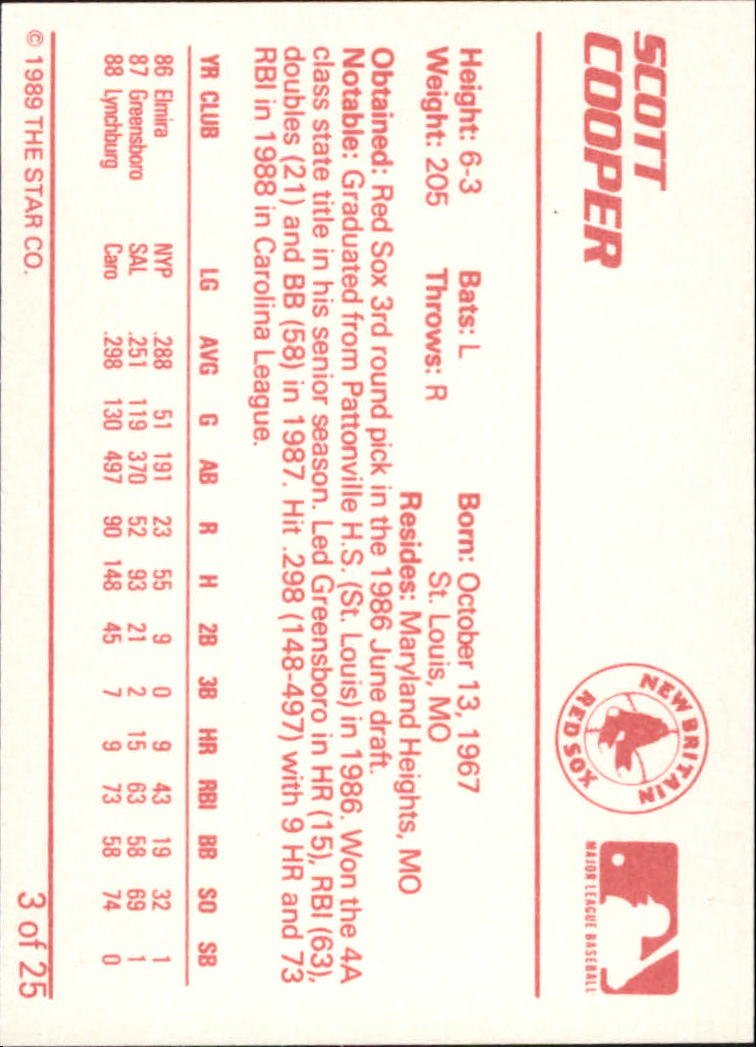 SCOTT
COOPER
NEW BRITAIN
RED SOX
MAJOR LEAGUE BASEBALL
Height: 6-3 Bats: L Born: October 13, 1967
Weight: 205 Throws: R St. Louis, MO
Resides: Maryland Heights, MO
Obtained: Red Sox 3rd round pick in the 1986 June draft.
Notable: Graduated from Pattonville H.S. (St. Louis) in 1986. Won the 4A
class state title in his senior season. Led Greensboro in HR (15), RBI (63),
doubles (21) and BB (58) in 1987. Hit .298 (148-497) with 9 HR and 73
RBI in 1988 in Carolina League.
YR CLUB LG AVG G AB R H 2B 3B HR RBI BB SO SB
86 Elmira NYP .288 51 191 23 55 9 0 9 43 19 32 1
87 Greensboro SAL .251 119 370 52 93 21 2 15 63 58 69 1
88 Lynchburg Caro .298 130 497 90 148 45 7 9 73 58 74 0
© 1989 THE STAR CO. 3 of 25